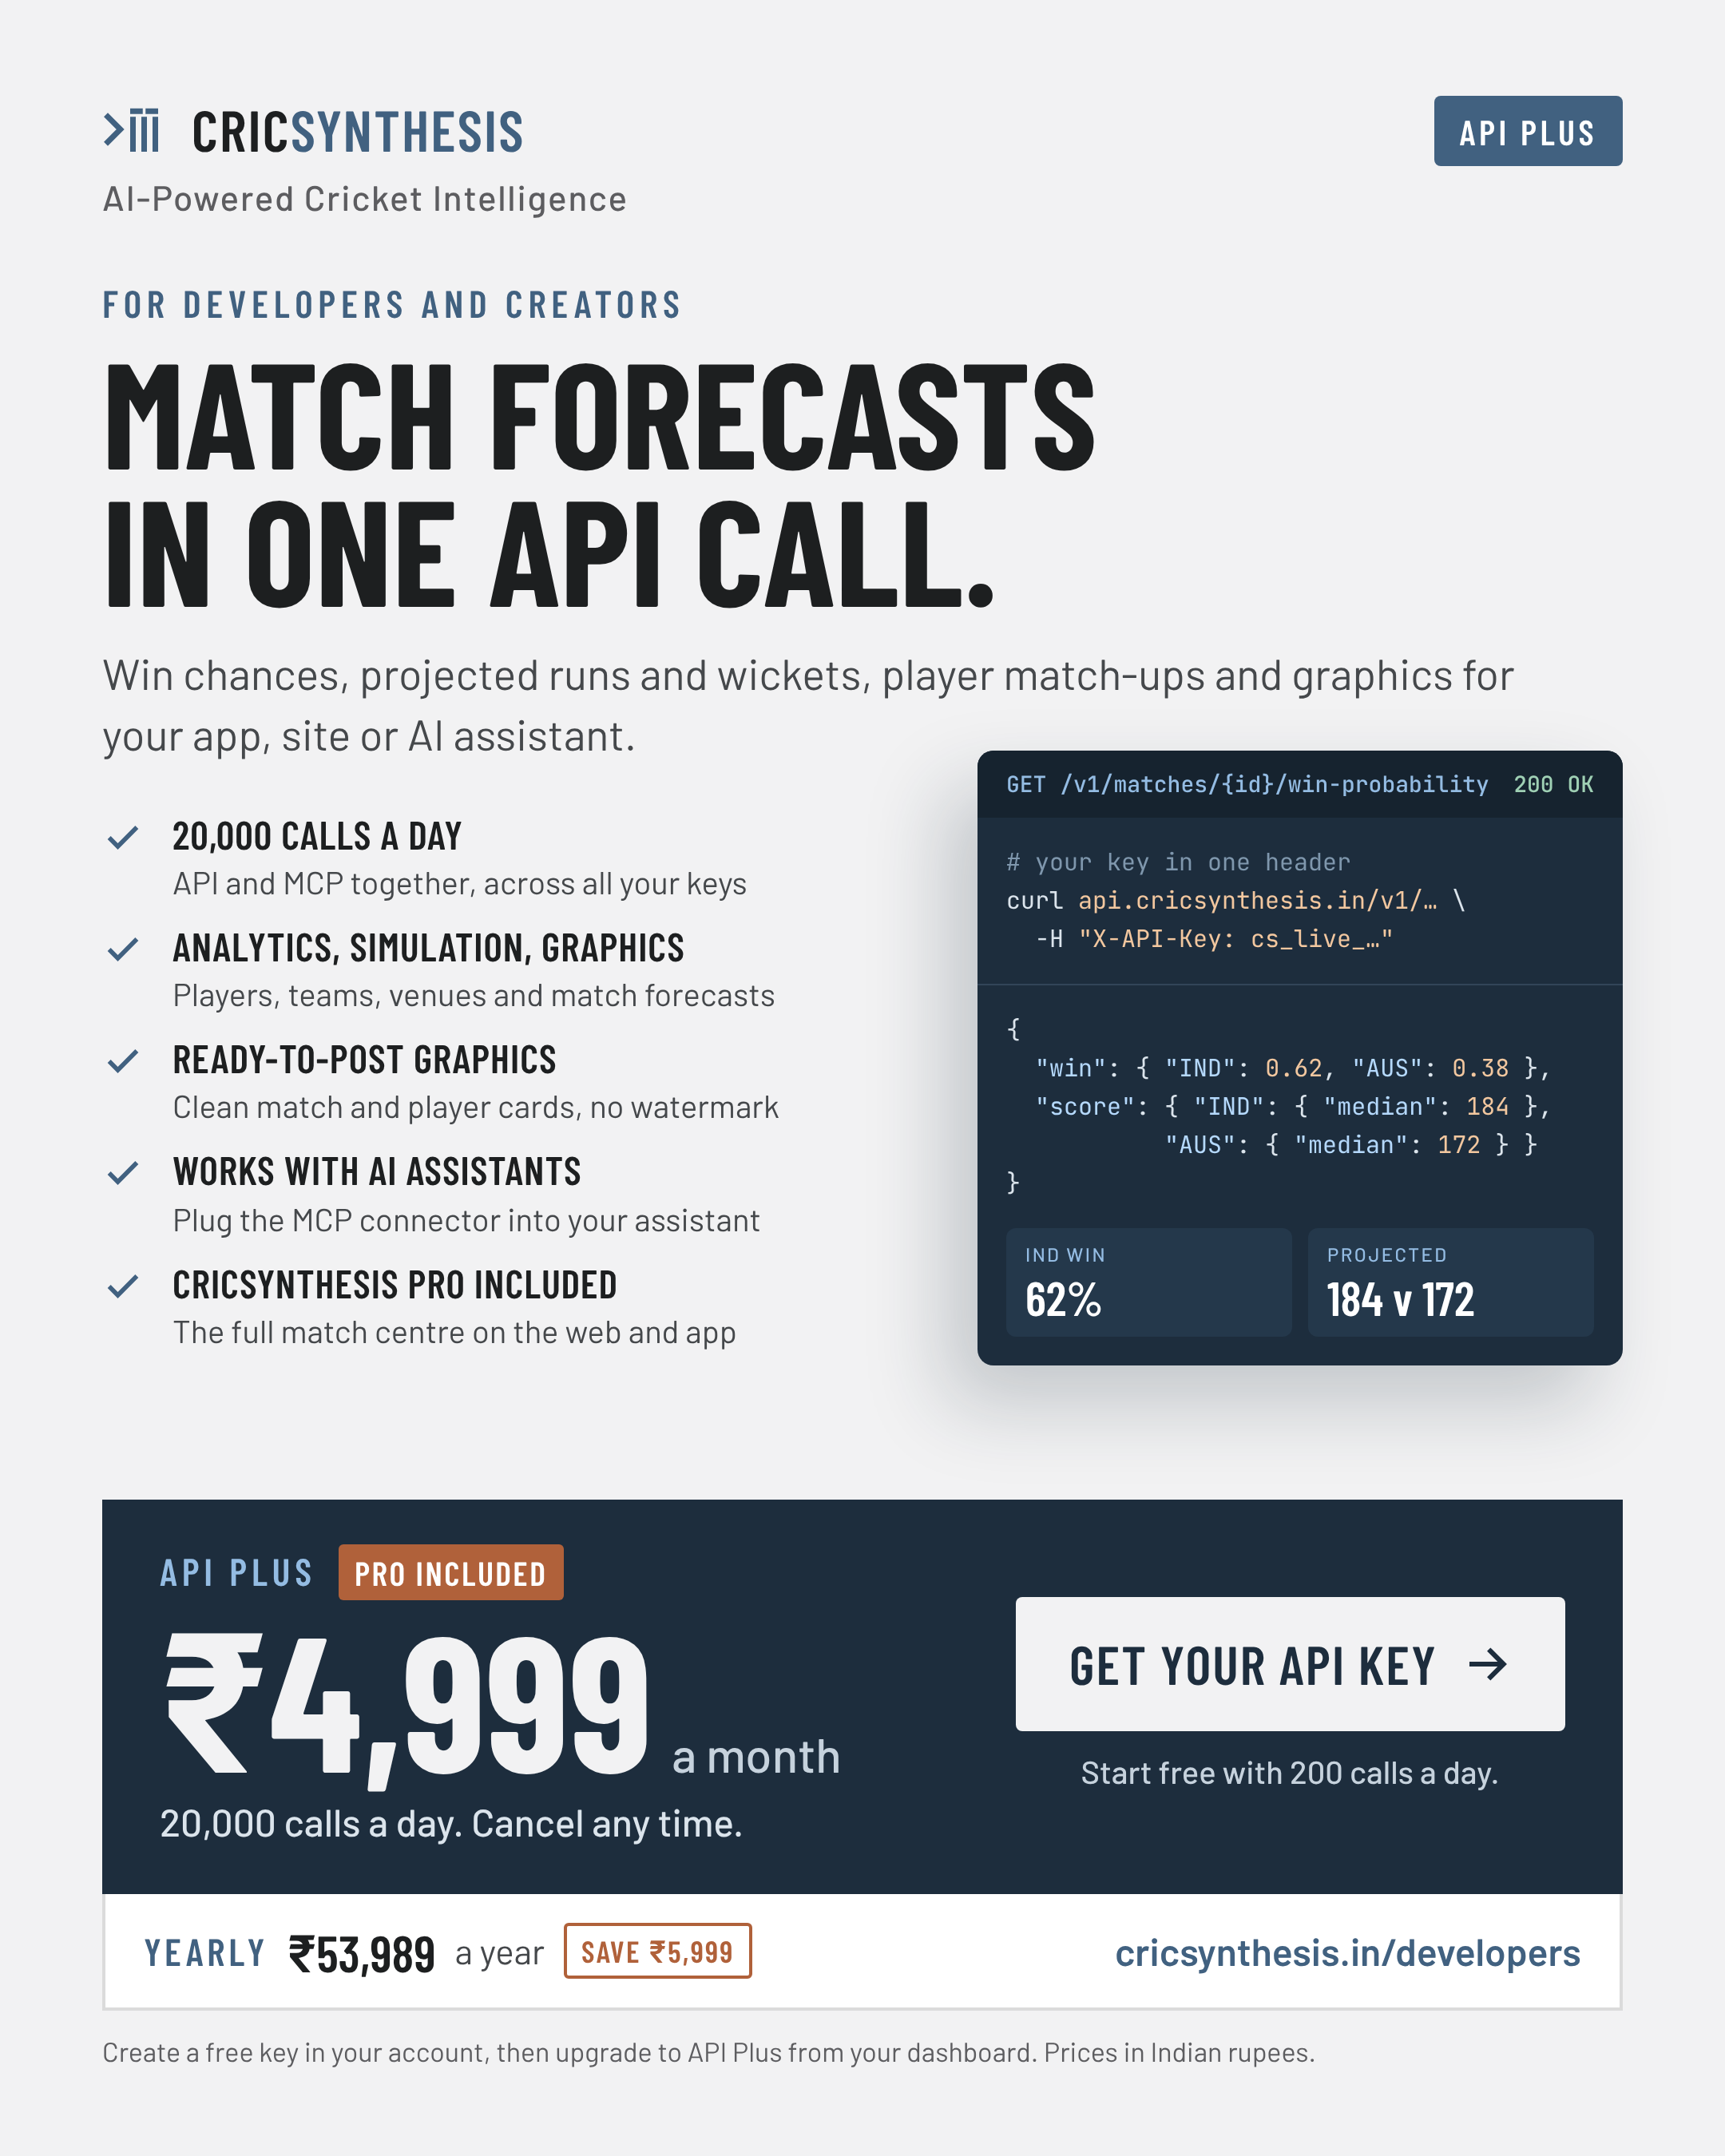 CRICSYNTHESIS
AI-Powered Cricket Intelligence
API PLUS
FOR DEVELOPERS AND CREATORS
MATCH FORECASTS
IN ONE API CALL.
Win chances, projected runs and wickets, player match-ups and graphics for
your app, site or AI assistant.
20,000 CALLS A DAY
API and MCP together, across all your keys
ANALYTICS, SIMULATION, GRAPHICS
Players, teams, venues and match forecasts
READY-TO-POST GRAPHICS
Clean match and player cards, no watermark
WORKS WITH AI ASSISTANTS
Plug the MCP connector into your assistant
CRICSYNTHESIS PRO INCLUDED
The full match centre on the web and app
GET /v1/matches/{id}/win-probability 200 OK
# your key in one header
curl api.cricsynthesis.in/v1/… \
-H "X-API-Key: cs_live_…"
{
"win": { "IND": 0.62, "AUS": 0.38 },
"score": { "IND": { "median": 184 },
"AUS": { "median": 172 } }
}
IND WIN
62%
PROJECTED
184 v 172
API PLUS PRO INCLUDED
₹4,999 a month
20,000 calls a day. Cancel any time.
GET YOUR API KEY →
Start free with 200 calls a day.
YEARLY ₹53,989 a year SAVE ₹5,999
cricsynthesis.in/developers
Create a free key in your account, then upgrade to API Plus from your dashboard. Prices in Indian rupees.